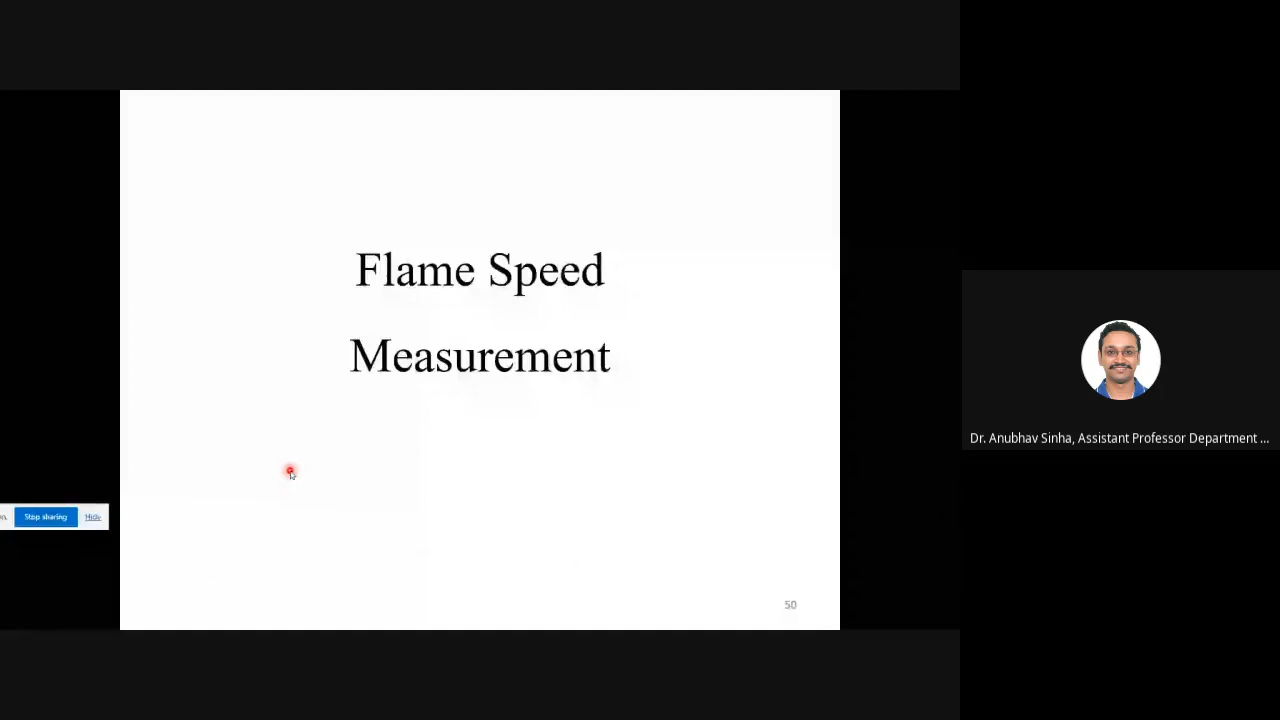 Flame Speed
Measurement
Stop sharing
Hide
50
Dr. Anubhav Sinha, Assistant Professor Department ...